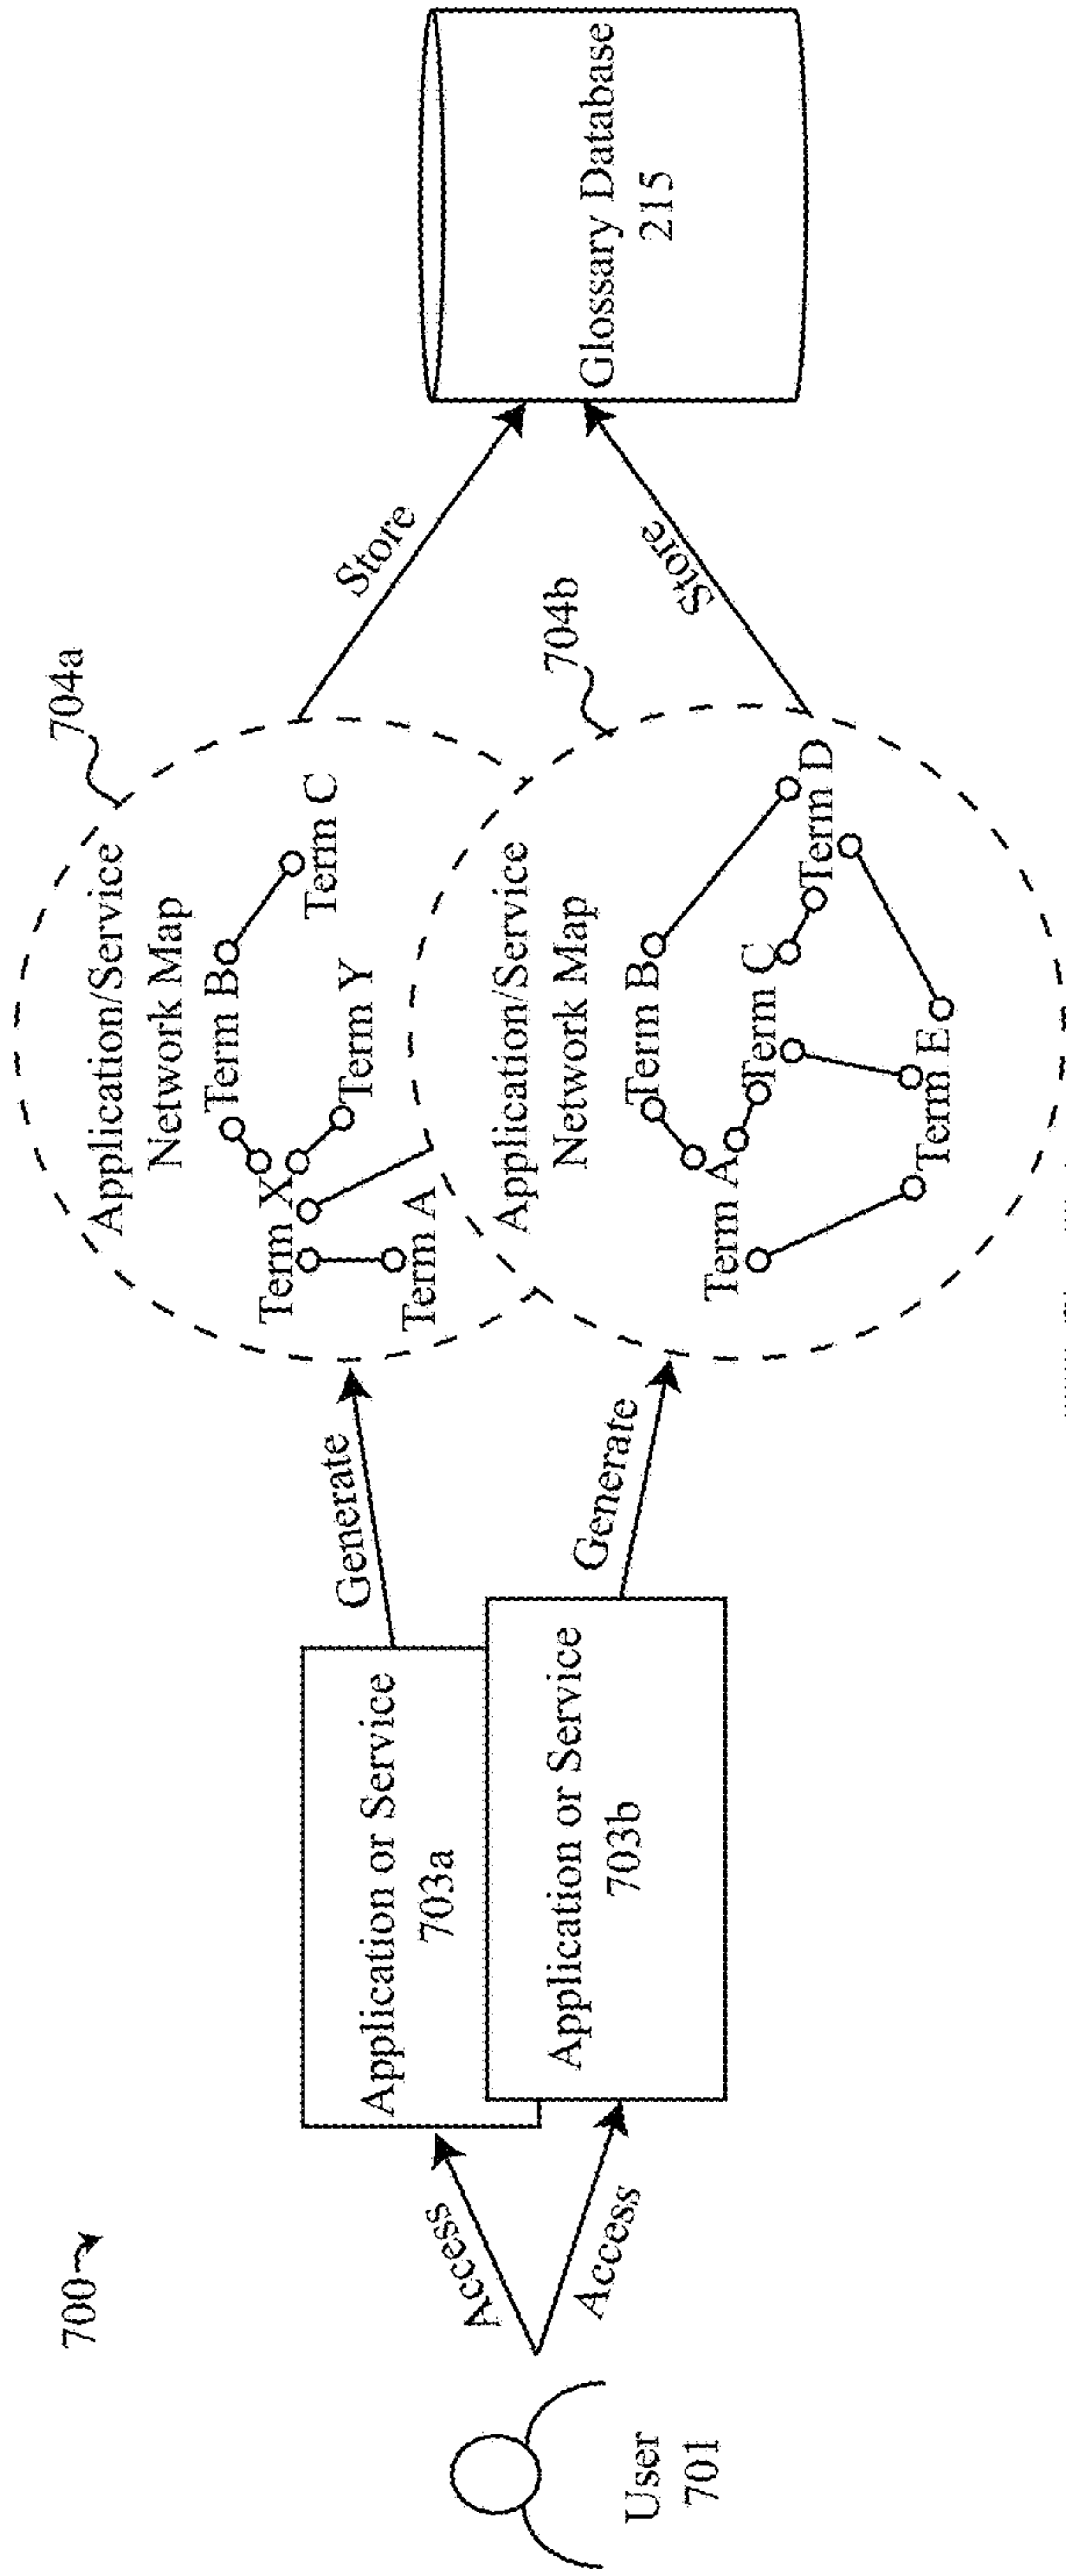 700
704a
Application/Service
Network Map
Term B
Term C
Term X
Term Y
Term A
Store
Generate
Application or Service
703a
Access
704b
Application/Service
Network Map
Term B
Term A
Term C
Term D
Term E
Store
Generate
Application or Service
703b
Access
User
701
Glossary Database
215